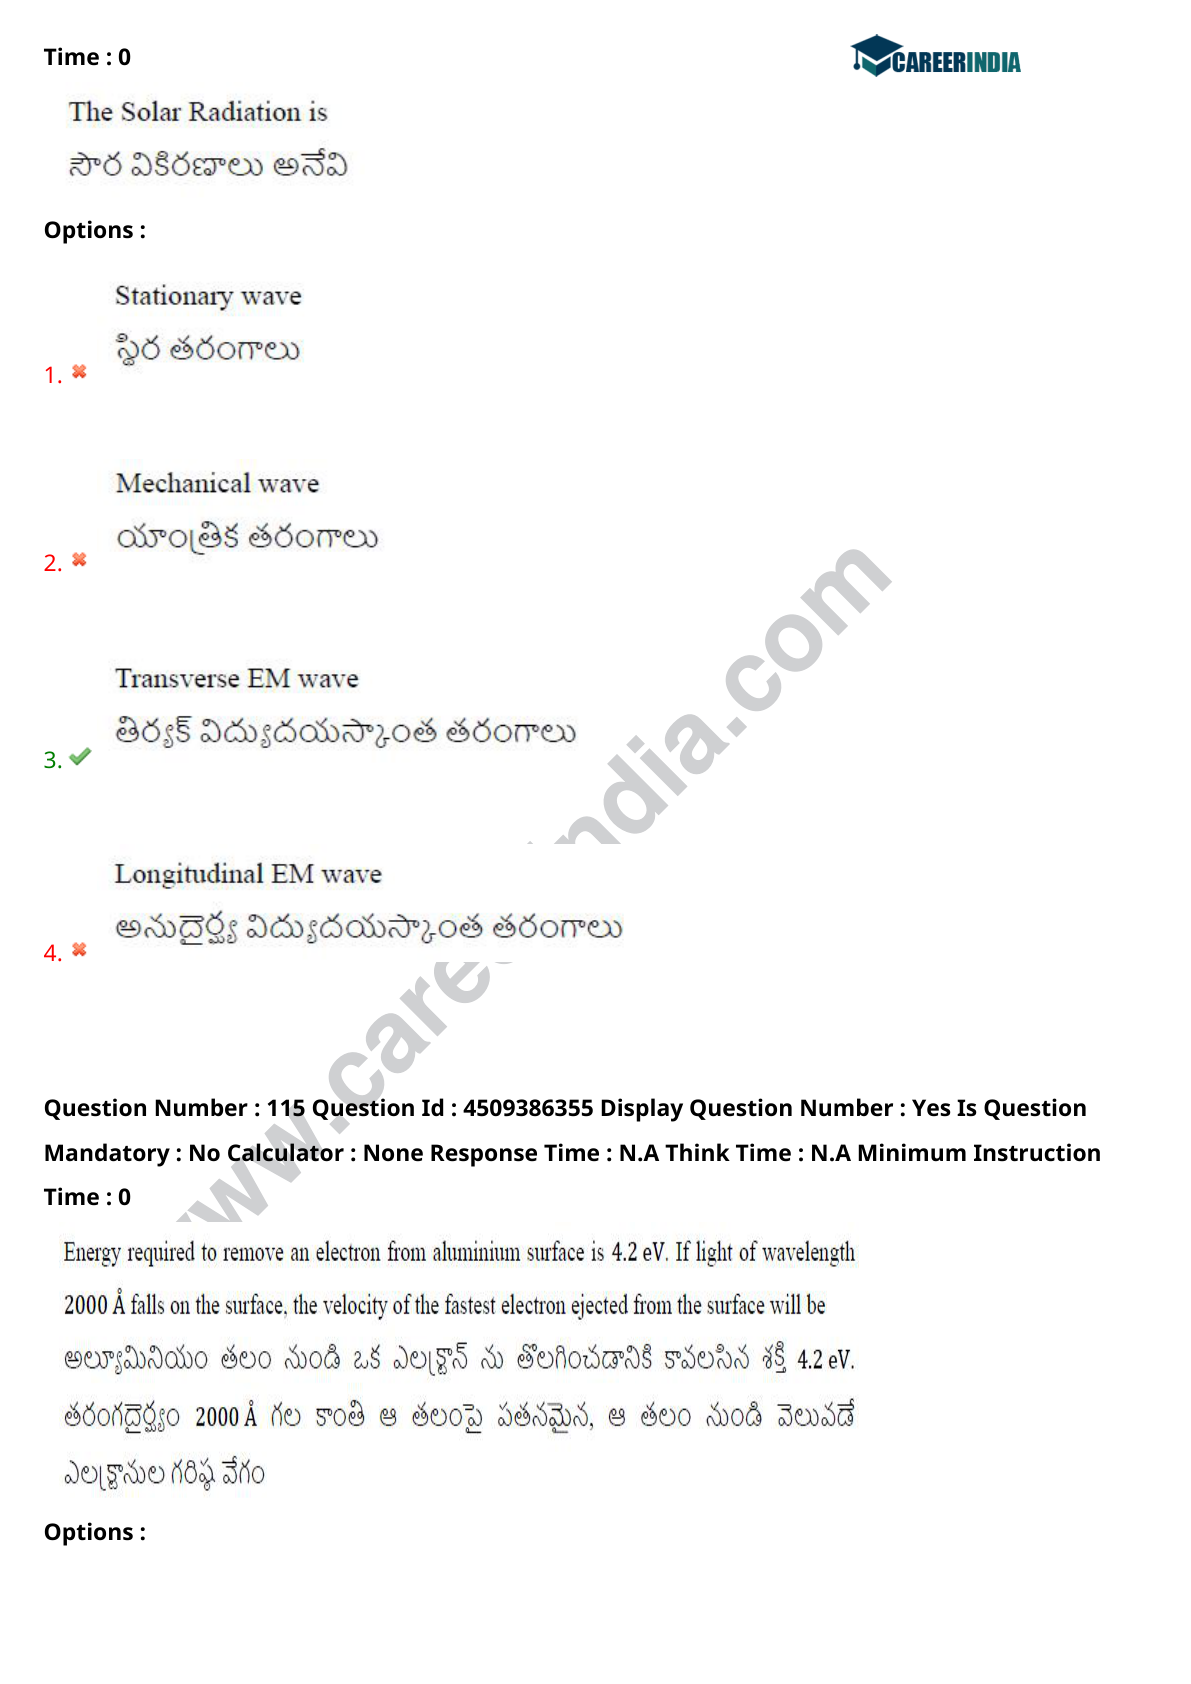 Time : 0
CAREERINDIA
The Solar Radiation is
సౌర వికిరణాలు అనేవి
Options :
Stationary wave
స్థిర తరంగాలు
1.
Mechanical wave
యాంత్రిక తరంగాలు
2.
Transverse EM wave
తిర్యక్ విద్యుదయస్కాంత తరంగాలు
3.
Longitudinal EM wave
అనుదైర్ఘ్య విద్యుదయస్కాంత తరంగాలు
4.
Question Number : 115 Question Id : 4509386355 Display Question Number : Yes Is Question
Mandatory : No Calculator : None Response Time : N.A Think Time : N.A Minimum Instruction
Time : 0
Energy required to remove an electron from aluminium surface is 4.2 eV. If light of wavelength
2000 Å falls on the surface, the velocity of the fastest electron ejected from the surface will be
అల్యూమినియం తలం నుండి ఒక ఎలక్ట్రాన్ ను తొలగించడానికి కావలసిన శక్తి 4.2 eV.
తరంగదైర్ఘ్యం 2000 Å గల కాంతి ఆ తలంపై పతనమైన, ఆ తలం నుండి వెలువడే
ఎలక్ట్రానుల గరిష్ఠ వేగం
Options :